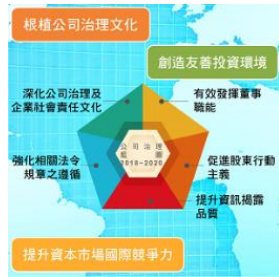 根植公司治理文化
創造友善投資環境
深化公司治理及
企業社會責任文化
有效發揮董事
職能
公司治理
藍圖
2018~2020
強化相關法令
規章之遵循
促進股東行動
主義
提升資訊揭露
品質
提升資本市場國際競爭力